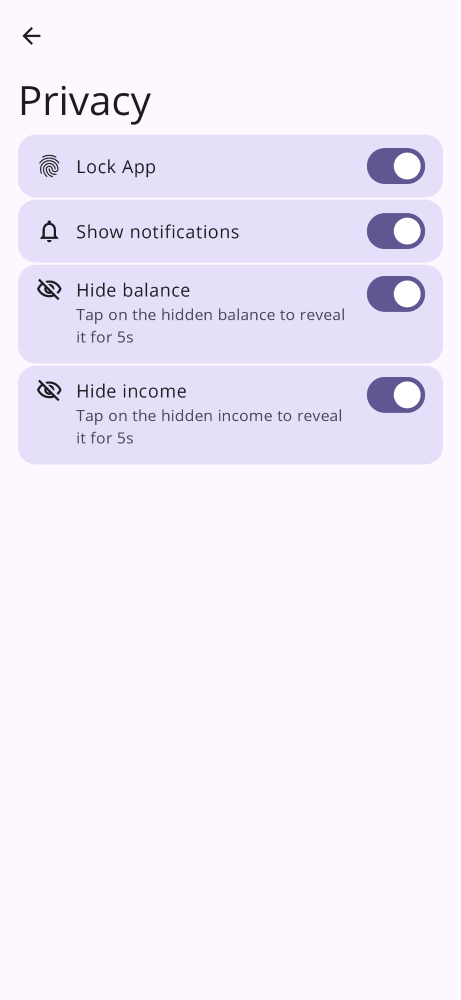 Privacy
Lock App
Show notifications
Hide balance
Tap on the hidden balance to reveal
it for 5s
Hide income
Tap on the hidden income to reveal
it for 5s